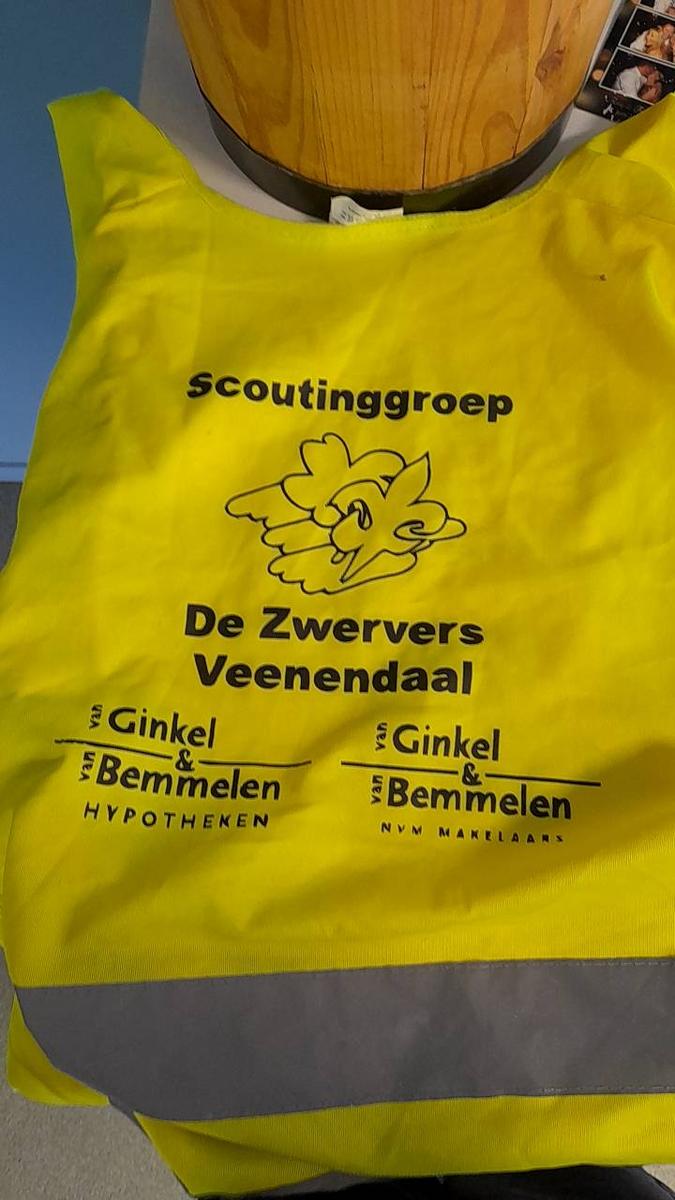 scoutinggroep
De Zwervers
Veenendaal
van Ginkel
&
van Bemmelen
HYPOTHEKEN
van Ginkel
&
van Bemmelen
NVM MAKELAARS